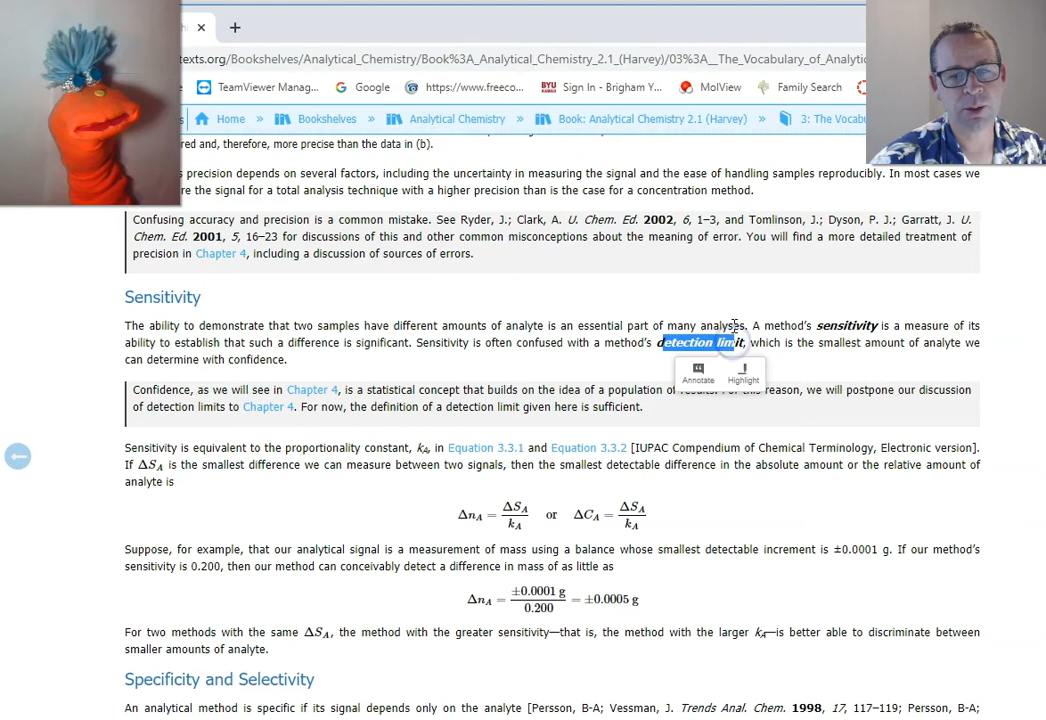 texts.org/Bookshelves/Analytical_Chemistry/Book%3A_Analytical_Chemistry_2.1_(Harvey)/03%3A__The_Vocabulary_of_Analytic
TeamViewer Manag... Google https://www.freeco... BYU Sign In - Brigham Y... MolView Family Search
Home » Bookshelves » Analytical Chemistry » Book: Analytical Chemistry 2.1 (Harvey) » 3: The Vocabu
red and, therefore, more precise than the data in (b).
s precision depends on several factors, including the uncertainty in measuring the signal and the ease of handling samples reproducibly. In most cases we
re the signal for a total analysis technique with a higher precision than is the case for a concentration method.
Confusing accuracy and precision is a common mistake. See Ryder, J.; Clark, A. U. Chem. Ed. 2002, 6, 1–3, and Tomlinson, J.; Dyson, P. J.; Garratt, J. U.
Chem. Ed. 2001, 5, 16–23 for discussions of this and other common misconceptions about the meaning of error. You will find a more detailed treatment of
precision in Chapter 4, including a discussion of sources of errors.
Sensitivity
The ability to demonstrate that two samples have different amounts of analyte is an essential part of many analyses. A method's sensitivity is a measure of its
ability to establish that such a difference is significant. Sensitivity is often confused with a method's detection limit, which is the smallest amount of analyte we
can determine with confidence.
Annotate Highlight
Confidence, as we will see in Chapter 4, is a statistical concept that builds on the idea of a population of results. For this reason, we will postpone our discussion
of detection limits to Chapter 4. For now, the definition of a detection limit given here is sufficient.
Sensitivity is equivalent to the proportionality constant, kA, in Equation 3.3.1 and Equation 3.3.2 [IUPAC Compendium of Chemical Terminology, Electronic version].
If ΔSA is the smallest difference we can measure between two signals, then the smallest detectable difference in the absolute amount or the relative amount of
analyte is
ΔnA = ΔSA/kA or ΔCA = ΔSA/kA
Suppose, for example, that our analytical signal is a measurement of mass using a balance whose smallest detectable increment is ±0.0001 g. If our method's
sensitivity is 0.200, then our method can conceivably detect a difference in mass of as little as
ΔnA = ±0.0001 g/0.200 = ±0.0005 g
For two methods with the same ΔSA, the method with the greater sensitivity—that is, the method with the larger kA—is better able to discriminate between
smaller amounts of analyte.
Specificity and Selectivity
An analytical method is specific if its signal depends only on the analyte [Persson, B-A; Vessman, J. Trends Anal. Chem. 1998, 17, 117–119; Persson, B-A;